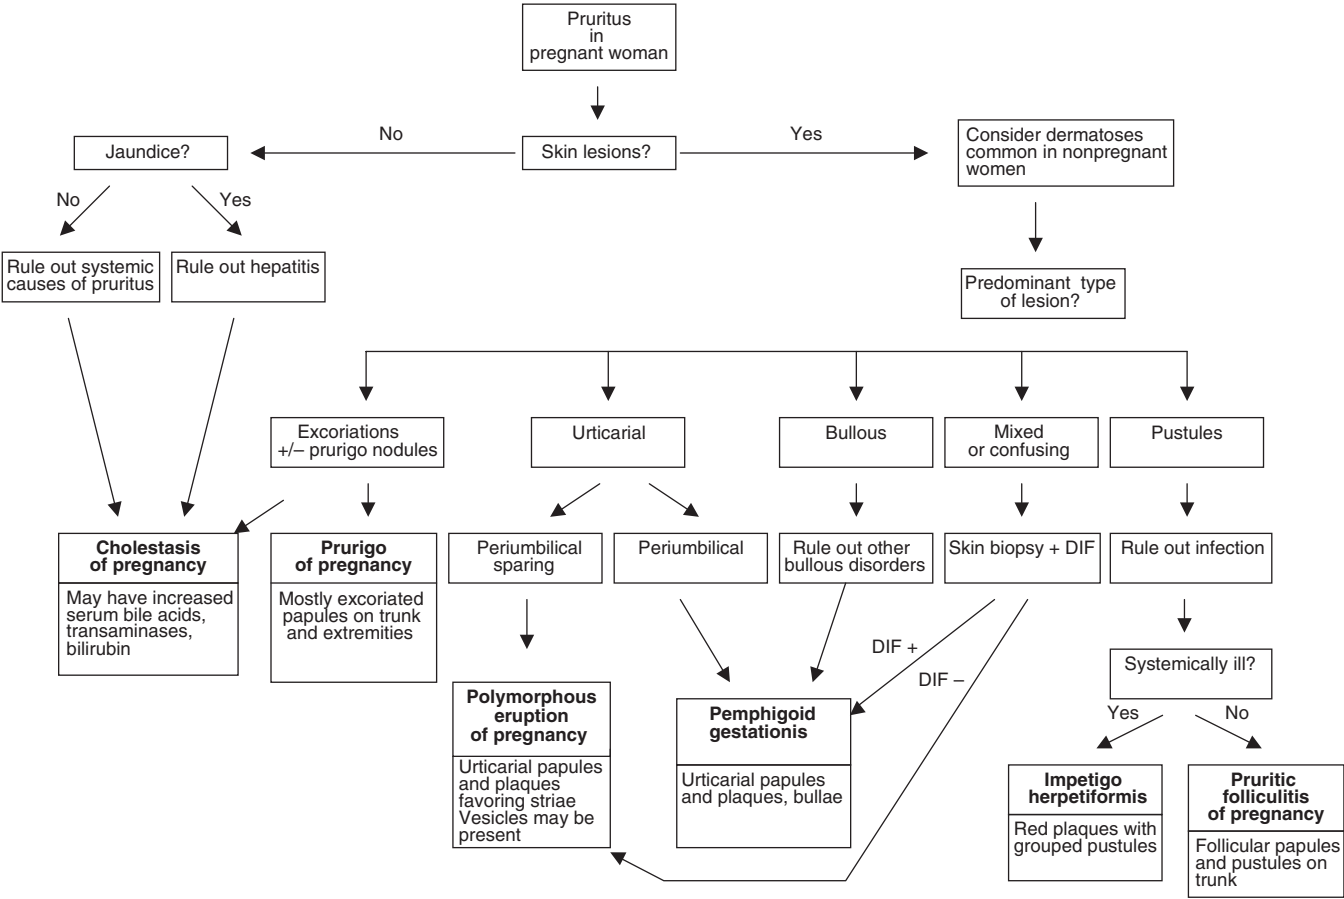 Pruritus
in
pregnant woman
No
Yes
Jaundice?
Skin lesions?
Consider dermatoses
common in nonpregnant
women
No
Yes
Rule out systemic
causes of pruritus
Rule out hepatitis
Predominant type
of lesion?
Excoriations
+/– prurigo nodules
Urticarial
Bullous
Mixed
or confusing
Pustules
Cholestasis
of pregnancy
May have increased
serum bile acids,
transaminases,
bilirubin
Prurigo
of pregnancy
Mostly excoriated
papules on trunk
and extremities
Periumbilical
sparing
Periumbilical
Rule out other
bullous disorders
Skin biopsy + DIF
Rule out infection
DIF +
DIF –
Systemically ill?
Yes
No
Polymorphous
eruption
of pregnancy
Urticarial papules
and plaques
favoring striae
Vesicles may be
present
Pemphigoid
gestationis
Urticarial papules
and plaques, bullae
Impetigo
herpetiformis
Red plaques with
grouped pustules
Pruritic
folliculitis
of pregnancy
Follicular papules
and pustules on
trunk